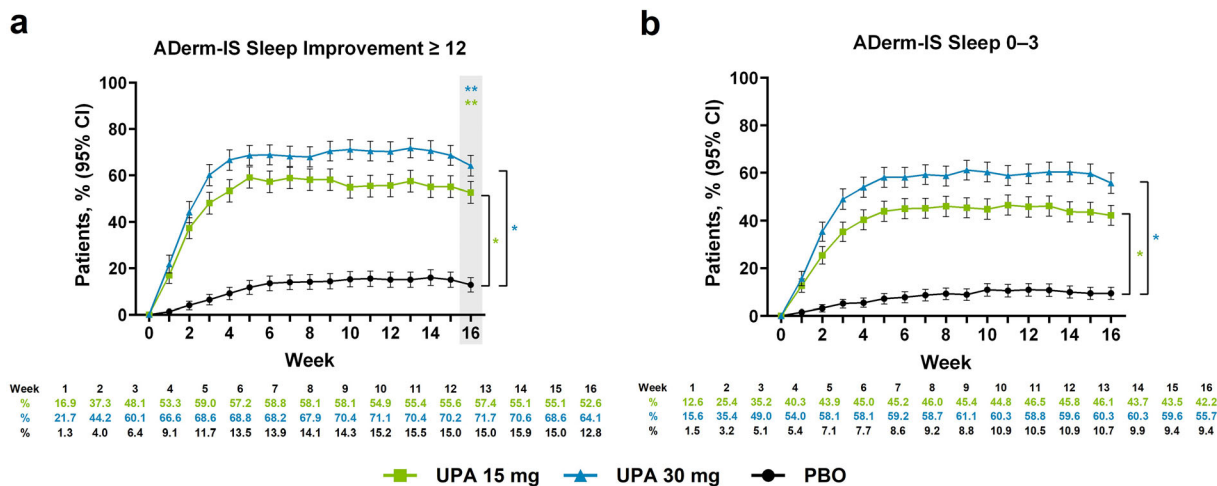 a
ADerm-IS Sleep Improvement ≥ 12
Patients, % (95% CI)
100
80
60
40
20
0
**
**
*
*
0 2 4 6 8 10 12 14 16
Week
Week 1 2 3 4 5 6 7 8 9 10 11 12 13 14 15 16
% 16.9 37.3 48.1 53.3 59.0 57.2 58.8 58.1 58.1 54.9 55.4 55.6 57.4 55.1 55.1 52.6
% 21.7 44.2 60.1 66.6 68.6 68.8 68.2 67.9 70.4 71.1 70.4 70.2 71.7 70.6 68.6 64.1
% 1.3 4.0 6.4 9.1 11.7 13.5 13.9 14.1 14.3 15.2 15.5 15.0 15.0 15.9 15.0 12.8
b
ADerm-IS Sleep 0–3
Patients, % (95% CI)
100
80
60
40
20
0
*
*
0 2 4 6 8 10 12 14 16
Week
Week 1 2 3 4 5 6 7 8 9 10 11 12 13 14 15 16
% 12.6 25.4 35.2 40.3 43.9 45.0 45.2 46.0 45.4 44.8 46.5 45.8 46.1 43.7 43.5 42.2
% 15.6 35.4 49.0 54.0 58.1 58.1 59.2 58.7 61.1 60.3 58.8 59.6 60.3 60.3 59.6 55.7
% 1.5 3.2 5.1 5.4 7.1 7.7 8.6 9.2 8.8 10.9 10.5 10.9 10.7 9.9 9.4 9.4
UPA 15 mg UPA 30 mg PBO